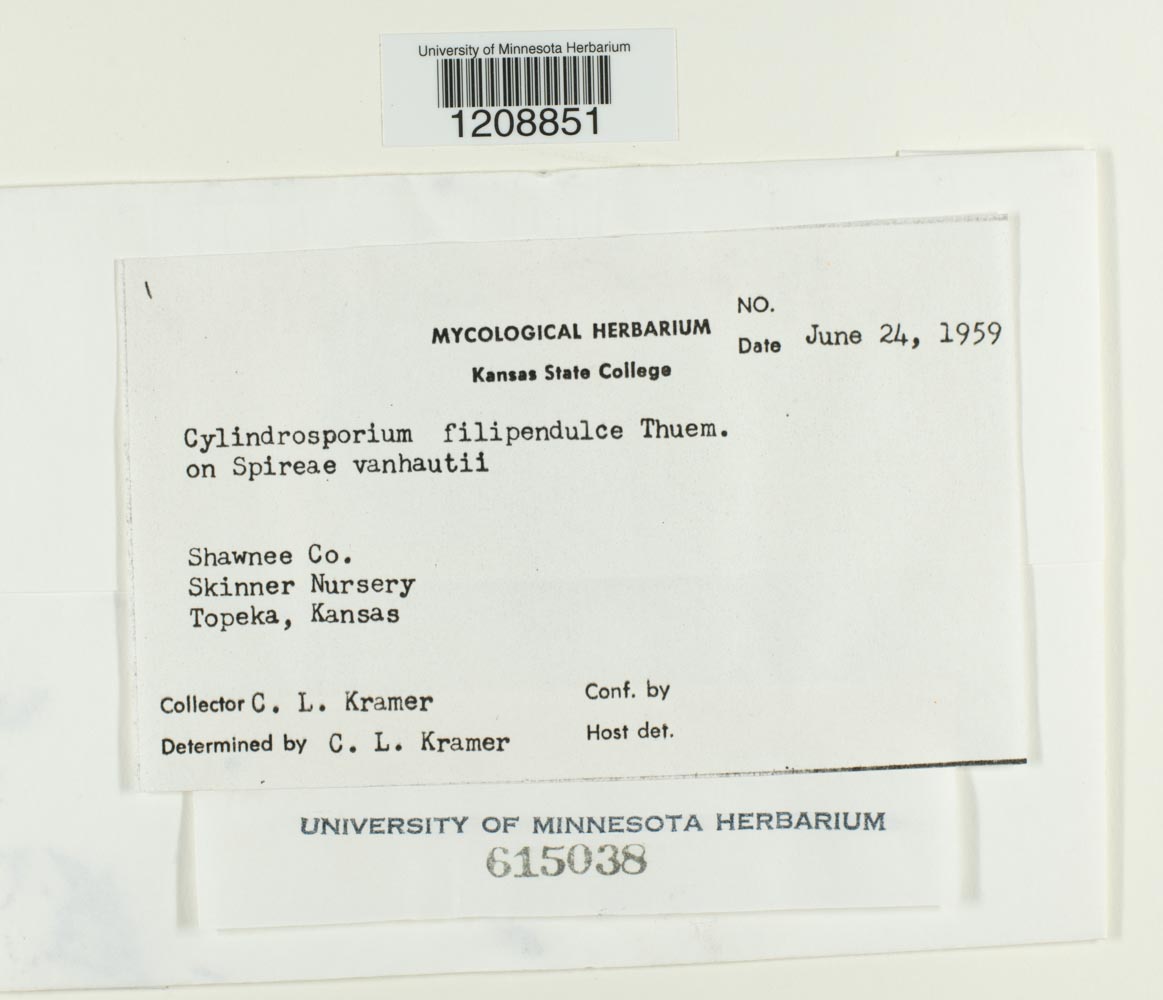 University of Minnesota Herbarium
1208851
NO.
MYCOLOGICAL HERBARIUM
Date June 24, 1959
Kansas State College
Cylindrosporium filipendulce Thuem.
on Spireae vanhautii
Shawnee Co.
Skinner Nursery
Topeka, Kansas
Collector C. L. Kramer
Conf. by
Determined by C. L. Kramer
Host det.
UNIVERSITY OF MINNESOTA HERBARIUM
615038